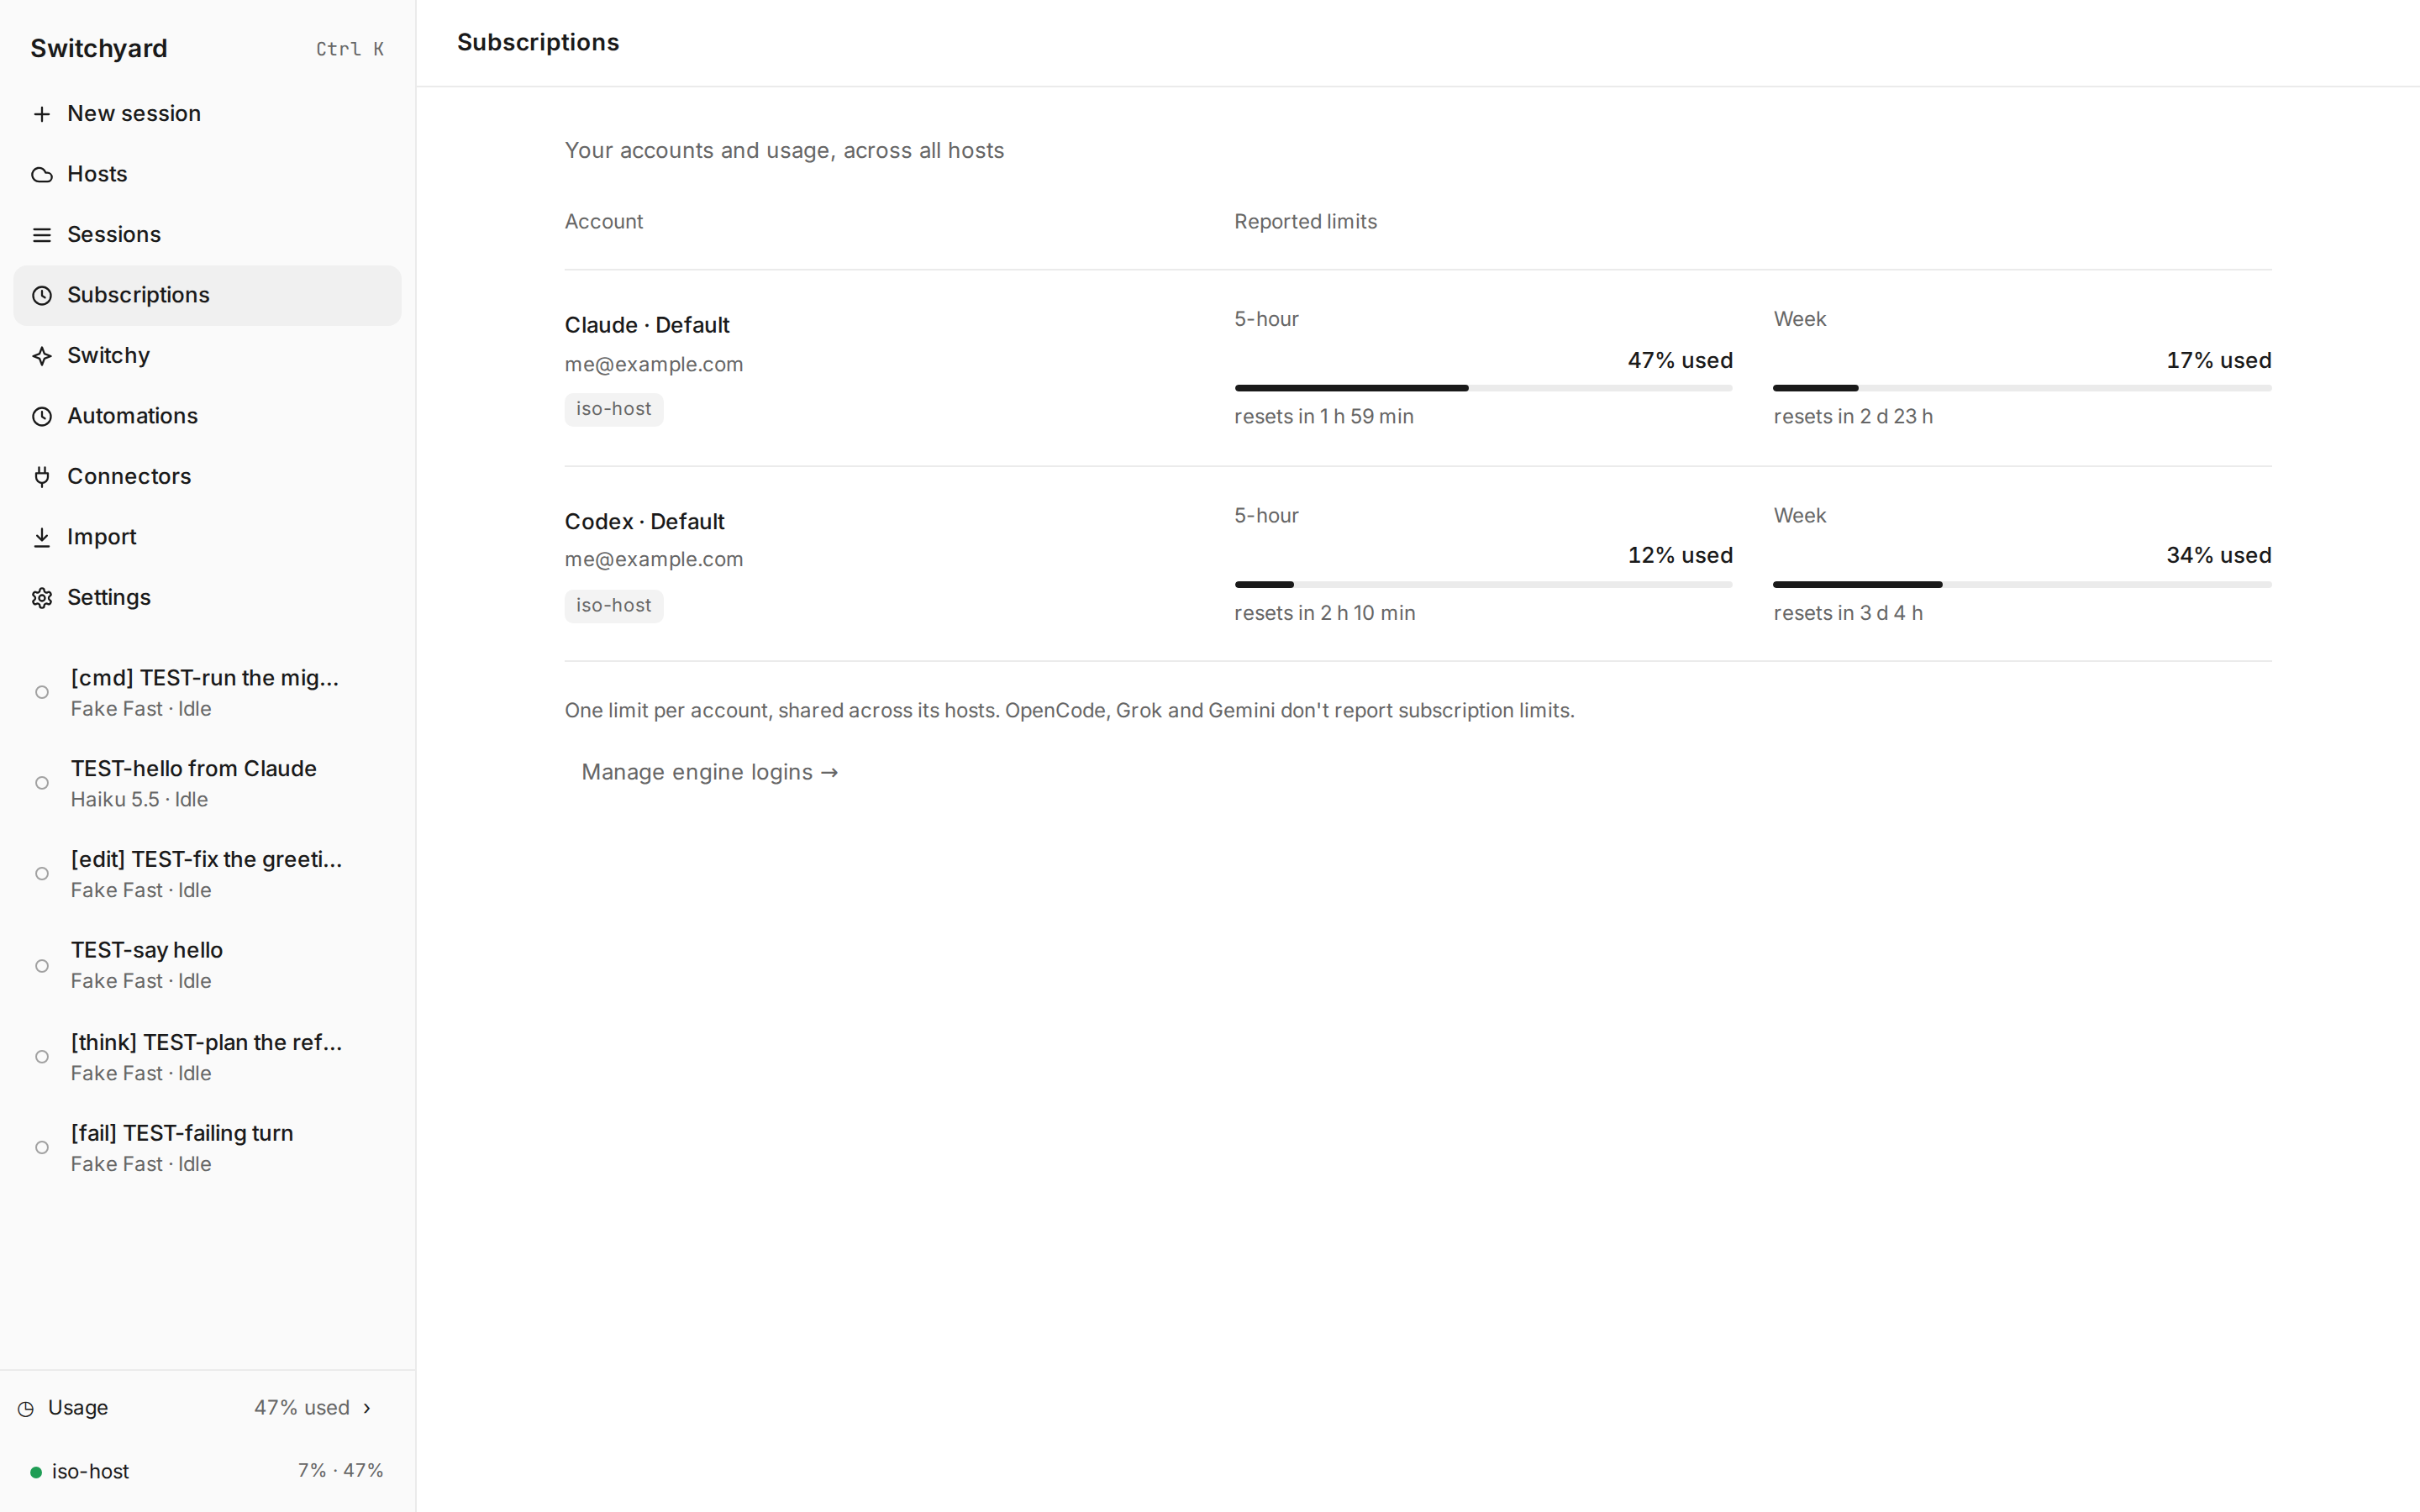 Switchyard
Ctrl K
New session
Hosts
Sessions
Subscriptions
Switchy
Automations
Connectors
Import
Settings
[cmd] TEST-run the mig...
Fake Fast · Idle
TEST-hello from Claude
Haiku 5.5 · Idle
[edit] TEST-fix the greeti...
Fake Fast · Idle
TEST-say hello
Fake Fast · Idle
[think] TEST-plan the ref...
Fake Fast · Idle
[fail] TEST-failing turn
Fake Fast · Idle
Usage
47% used ›
iso-host
7% · 47%
Subscriptions
Your accounts and usage, across all hosts
Account
Reported limits
Claude · Default
me@example.com
iso-host
5-hour
47% used
resets in 1 h 59 min
Week
17% used
resets in 2 d 23 h
Codex · Default
me@example.com
iso-host
5-hour
12% used
resets in 2 h 10 min
Week
34% used
resets in 3 d 4 h
One limit per account, shared across its hosts. OpenCode, Grok and Gemini don't report subscription limits.
Manage engine logins →